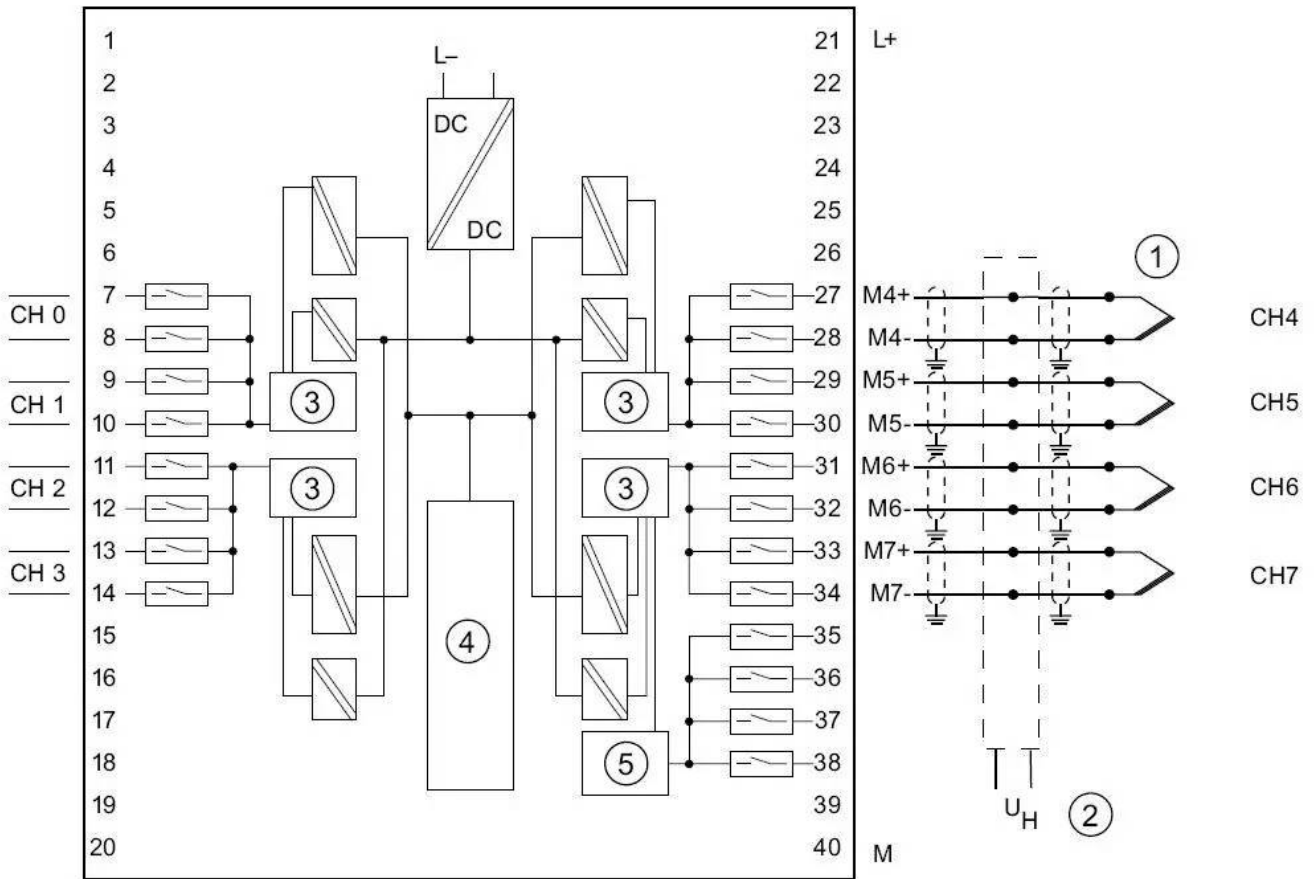 1 21 L+
2 L– 22
3 DC 23
4 24
5 25
6 DC 26
①
7 27 M4+
CH 0 CH4
8 28 M4-
9 29 M5+
CH 1 ③ ③ CH5
10 30 M5-
11 31 M6+
CH 2 ③ ③ CH6
12 32 M6-
13 33 M7+
CH 3 CH7
14 34 M7-
15 ④ 35
16 36
17 37
18 ⑤ 38
19 39 UH ②
20 40 M